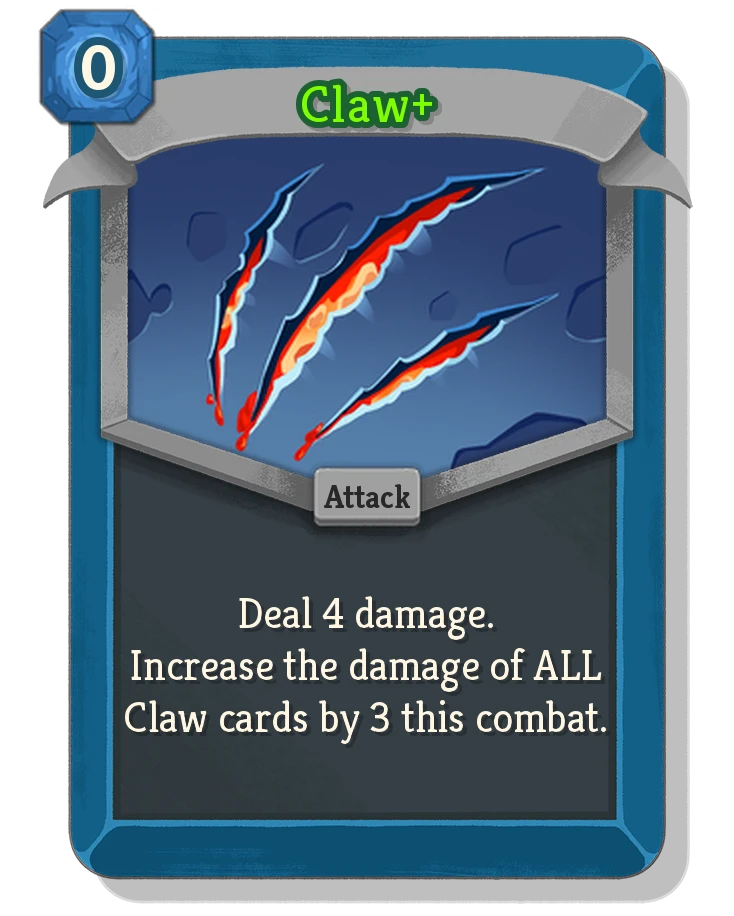 0
Claw+
Attack
Deal 4 damage.
Increase the damage of ALL
Claw cards by 3 this combat.